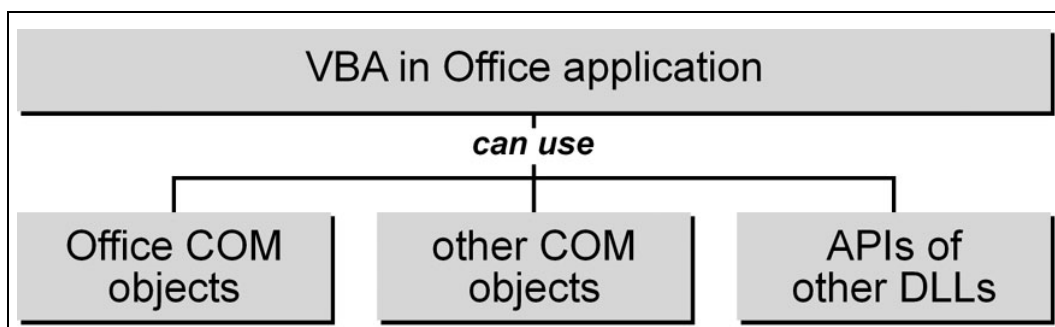 VBA in Office application
can use
Office COM
objects
other COM
objects
APIs of
other DLLs